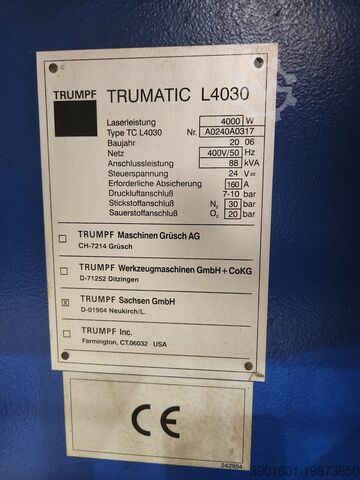 TRUMPF TRUMATIC L4030
Laserleistung 4000 W
Type TC L4030 Nr. A0240A0317
Baujahr 20 06
Netz 400V/50 Hz
Anschlussleistung 88 kVA
Steuerspannung 24 V=
Erforderliche Absicherung 160 A
Druckluftanschluß 7-10 bar
Stickstoffanschluß N₂ 30 bar
Sauerstoffanschluß O₂ 20 bar
TRUMPF Maschinen Grüsch AG
CH-7214 Grüsch
TRUMPF Werkzeugmaschinen GmbH+CoKG
D-71252 Ditzingen
☒ TRUMPF Sachsen GmbH
D-01904 Neukirch/L.
TRUMPF Inc.
Farmington, CT.06032 USA
CE
242954
3901601-19873650